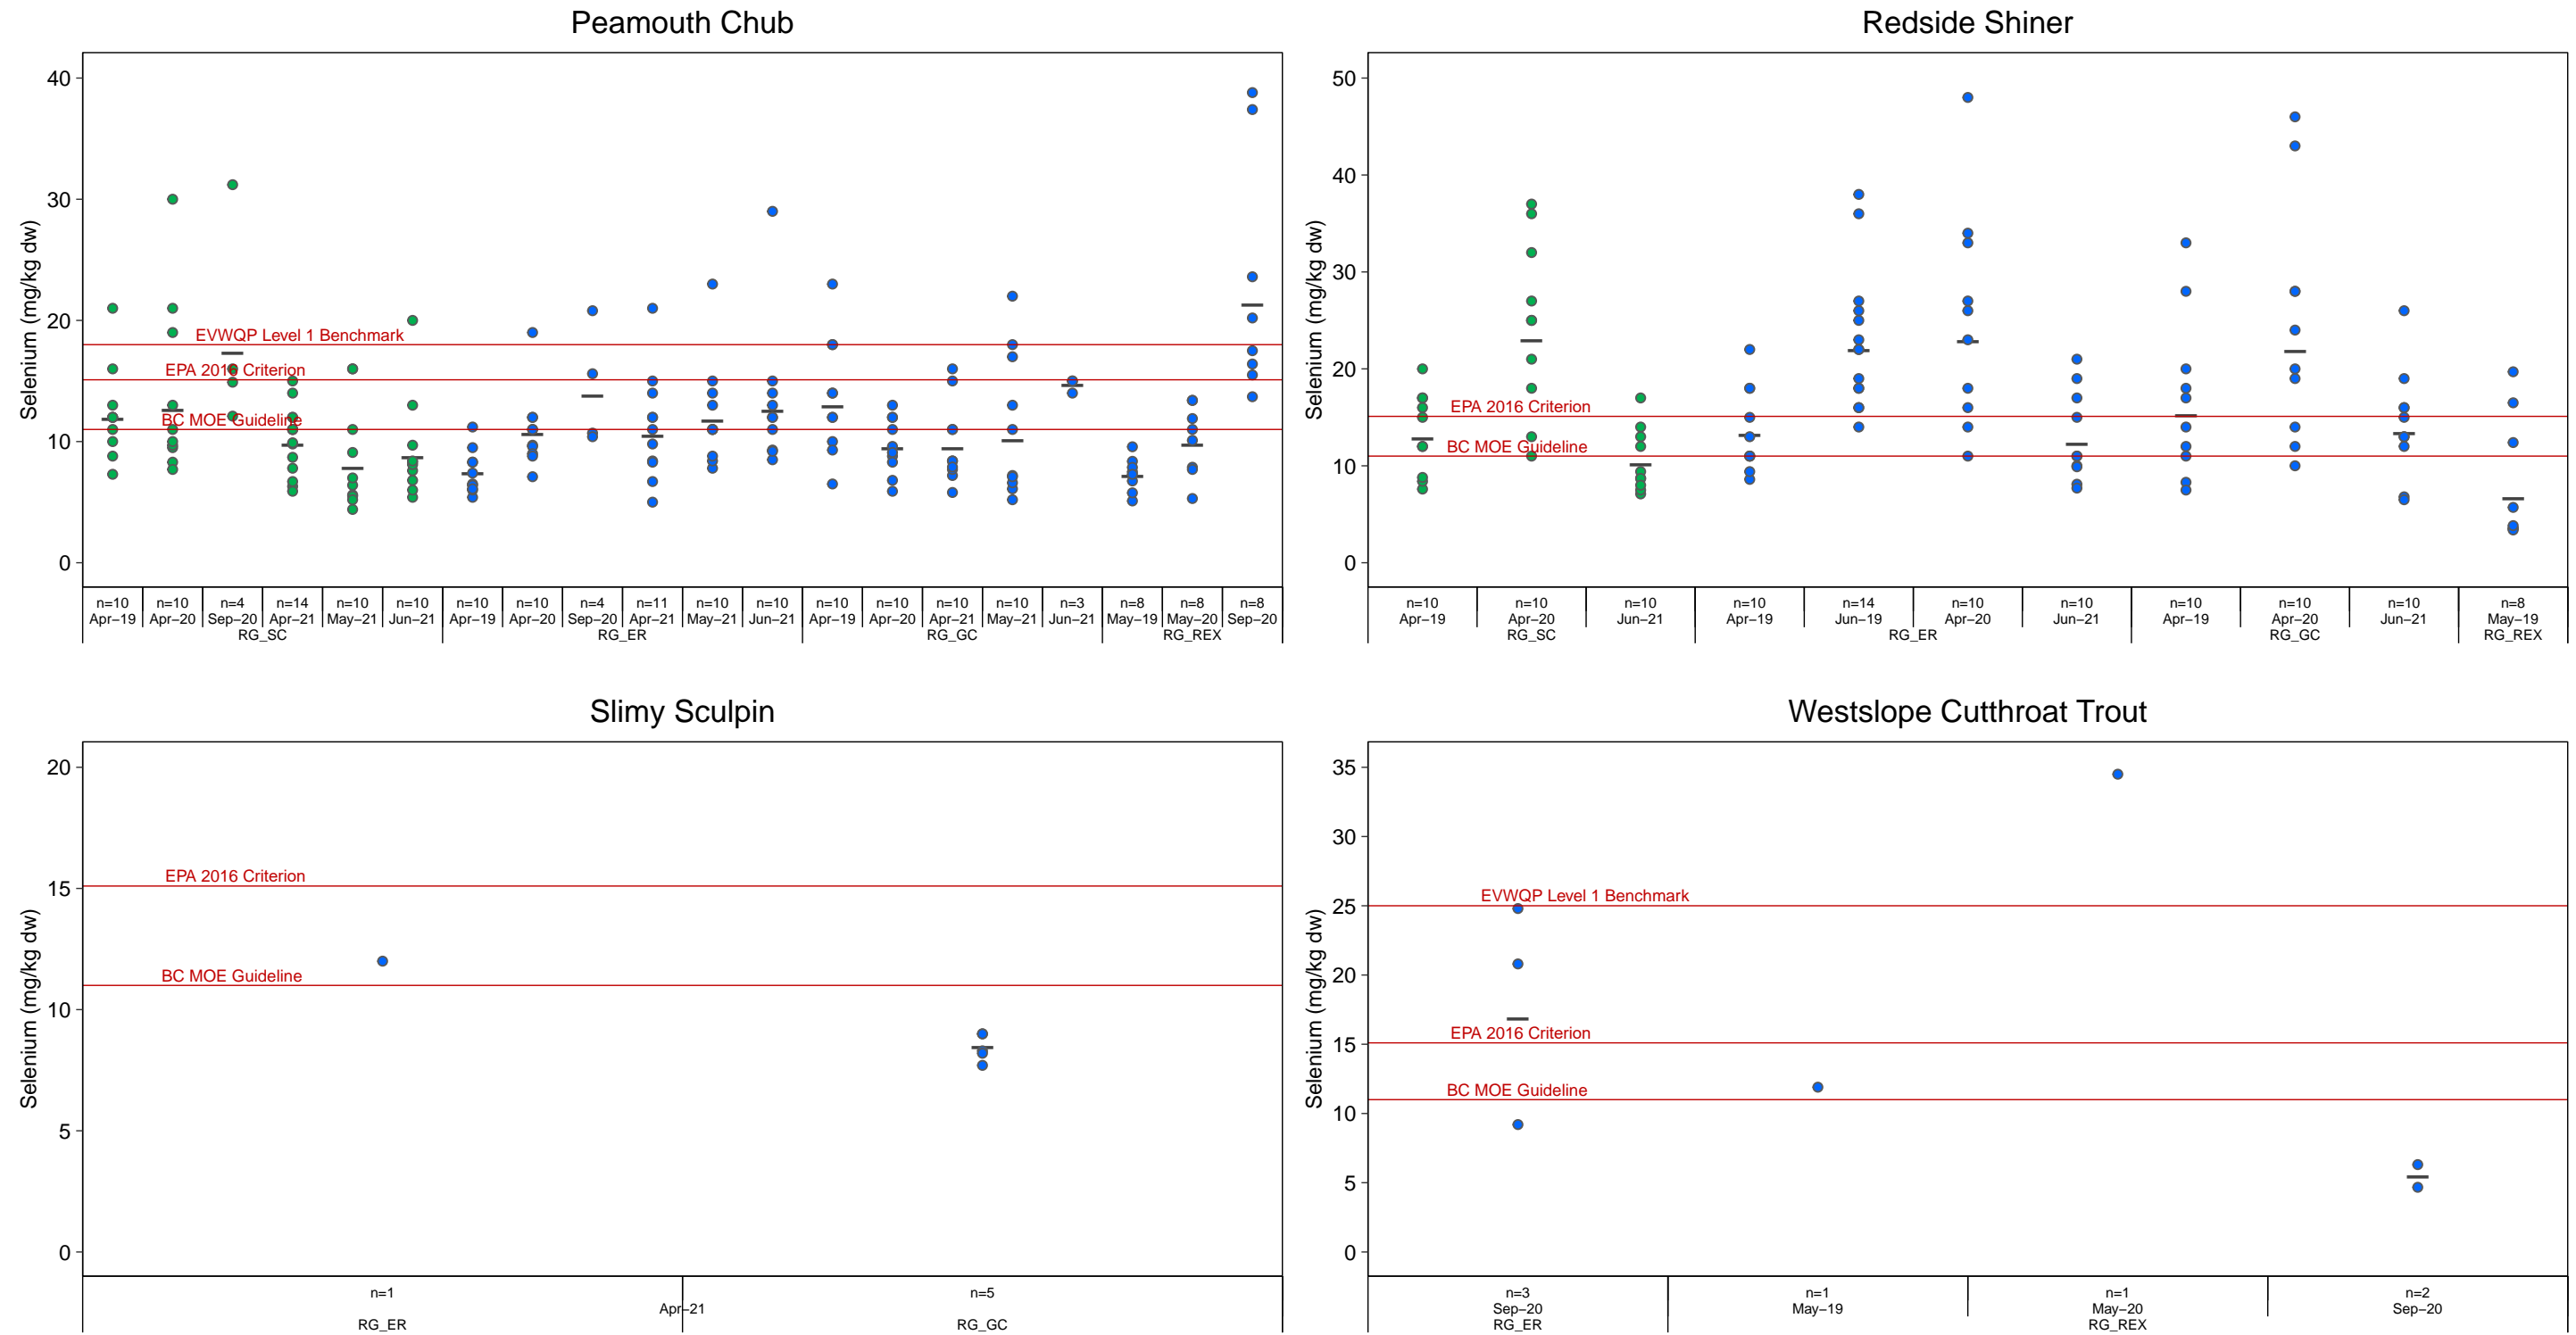 Peamouth Chub
Selenium (mg/kg dw)
40
30
20
10
0
EVWQP Level 1 Benchmark
EPA 2016 Criterion
BC MOE Guideline
n=10 n=10 n=4 n=14 n=10 n=10 n=10 n=10 n=4 n=11 n=10 n=10 n=10 n=10 n=10 n=10 n=3 n=8 n=8 n=8
Apr−19 Apr−20 Sep−20 Apr−21 May−21 Jun−21 Apr−19 Apr−20 Sep−20 Apr−21 May−21 Jun−21 Apr−19 Apr−20 Apr−21 May−21 Jun−21 May−19 May−20 Sep−20
RG_SC RG_ER RG_GC RG_REX
Redside Shiner
Selenium (mg/kg dw)
50
40
30
20
10
0
EPA 2016 Criterion
BC MOE Guideline
n=10 n=10 n=10 n=10 n=14 n=10 n=10 n=10 n=10 n=10 n=8
Apr−19 Apr−20 Jun−21 Apr−19 Jun−19 Apr−20 Jun−21 Apr−19 Apr−20 Jun−21 May−19
RG_SC RG_ER RG_GC RG_REX
Slimy Sculpin
Selenium (mg/kg dw)
20
15
10
5
0
EPA 2016 Criterion
BC MOE Guideline
n=1 n=5
Apr−21
RG_ER RG_GC
Westslope Cutthroat Trout
Selenium (mg/kg dw)
35
30
25
20
15
10
5
0
EVWQP Level 1 Benchmark
EPA 2016 Criterion
BC MOE Guideline
n=3 n=1 n=1 n=2
Sep−20 May−19 May−20 Sep−20
RG_ER RG_REX